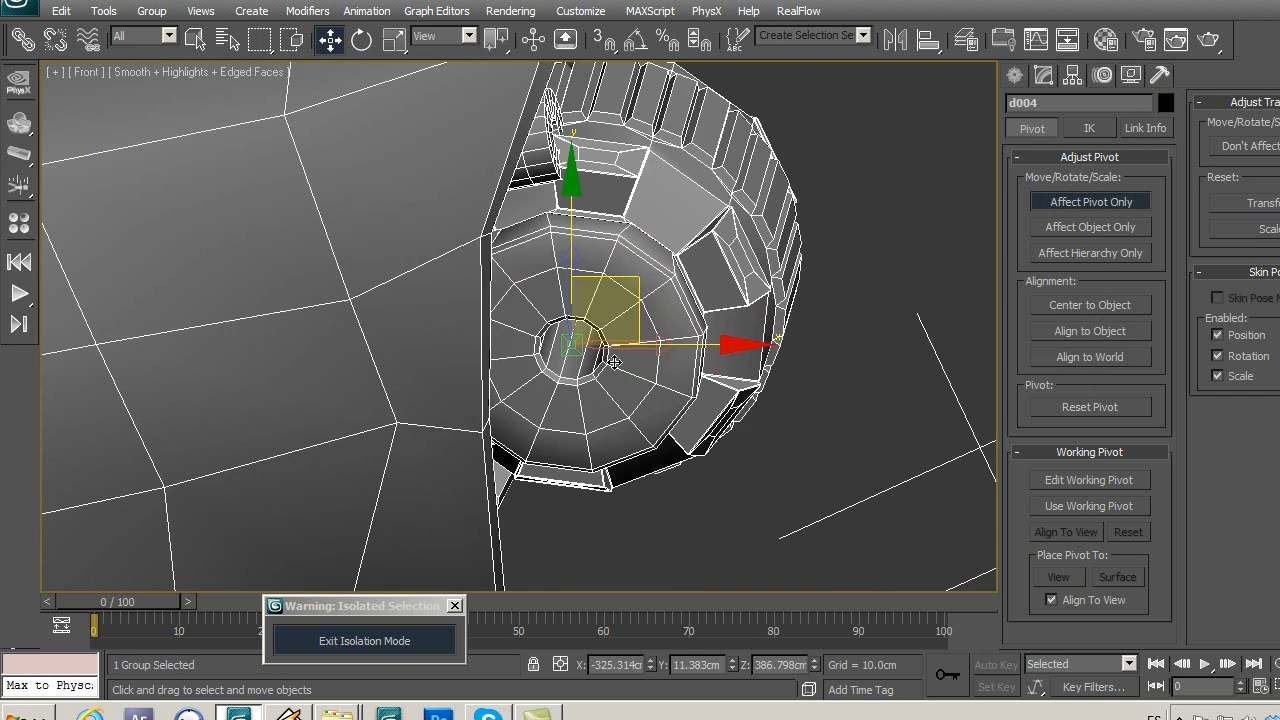 Edit Tools Group Views Create Modifiers Animation Graph Editors Rendering Customize MAXScript PhysX Help RealFlow
All View 3 Create Selection Se
[ + ] [ Front ] [ Smooth + Highlights + Edged Faces ]
PhysX
y
x
d004
Pivot IK Link Info
- Adjust Pivot
Move/Rotate/Scale:
Affect Pivot Only
Affect Object Only
Affect Hierarchy Only
Alignment:
Center to Object
Align to Object
Align to World
Pivot:
Reset Pivot
- Working Pivot
Edit Working Pivot
Use Working Pivot
Align To View Reset
Place Pivot To:
View Surface
Align To View
- Adjust Tra
Move/Rotate/S
Don't Affect
Reset:
Transf
Scale
- Skin Po
Skin Pose M
Enabled:
Position
Rotation
Scale
< 0 / 100 >
0 10 50 60 70 80 90 100
Warning: Isolated Selection
Exit Isolation Mode
1 Group Selected X: -325.314c Y: 11.383cm Z: 386.798cm Grid = 10.0cm Auto Key Selected
Max to Physc: Click and drag to select and move objects Add Time Tag Set Key Key Filters... 0
ES